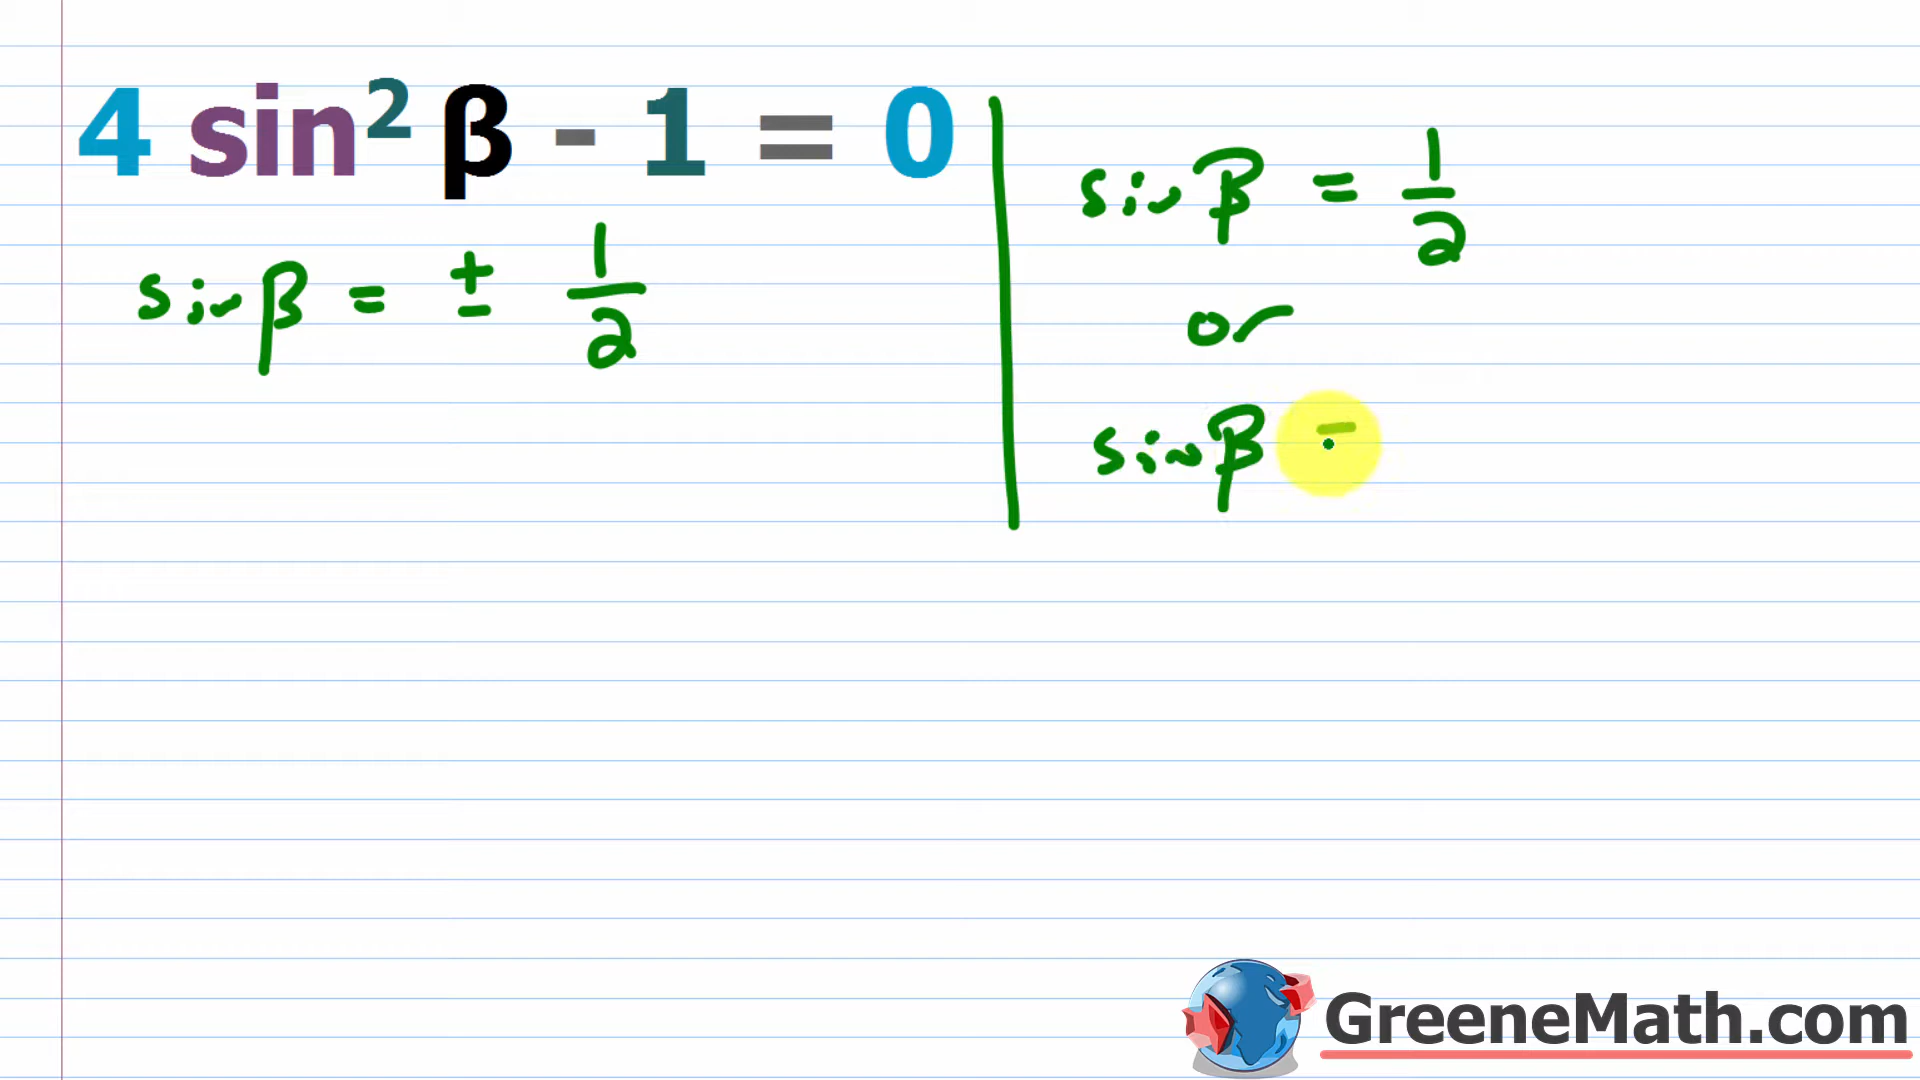 4 sin² β - 1 = 0
sin β = ± 1/2
sin β = 1/2
or
sin β =
GreeneMath.com